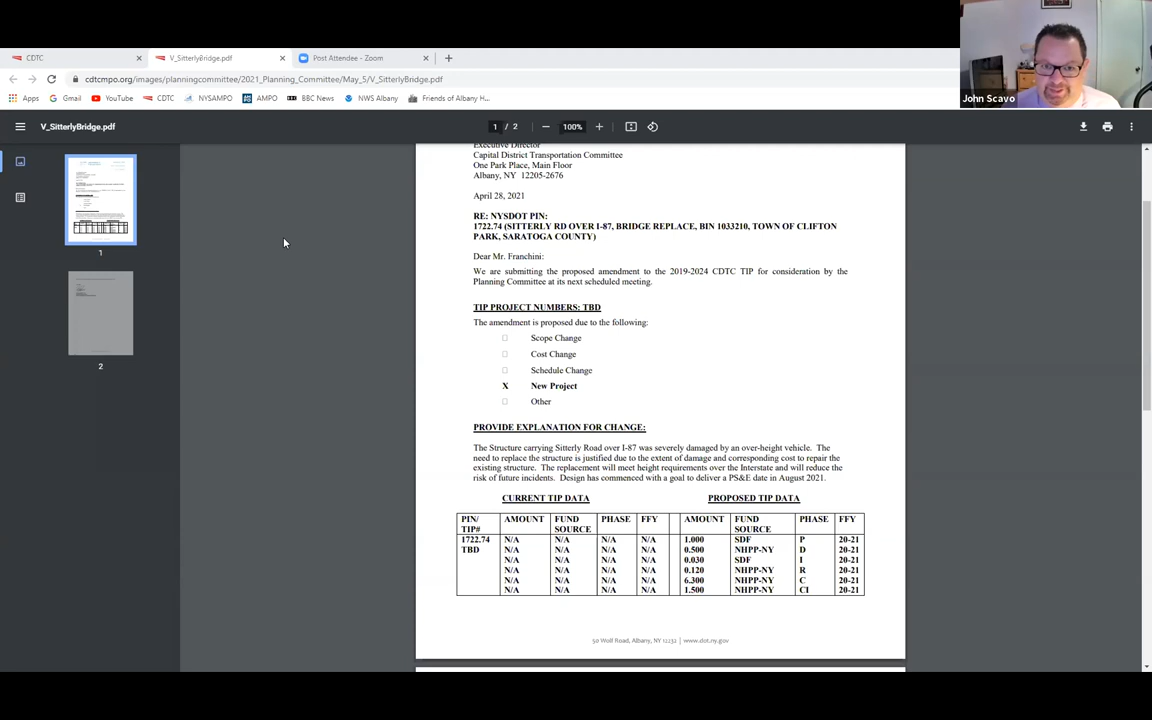 CDTC
V_SitterlyBridge.pdf
Post Attendee - Zoom
cdtcmpo.org/images/planningcommittee/2021_Planning_Committee/May_5/V_SitterlyBridge.pdf
Apps
Gmail
YouTube
CDTC
NYSAMPO
AMPO
BBC News
NWS Albany
Friends of Albany H...
John Scavo
V_SitterlyBridge.pdf
1 / 2
100%
1
2
Executive Director
Capital District Transportation Committee
One Park Place, Main Floor
Albany, NY 12205-2676
April 28, 2021
RE: NYSDOT PIN:
1722.74 (SITTERLY RD OVER I-87, BRIDGE REPLACE, BIN 1033210, TOWN OF CLIFTON
PARK, SARATOGA COUNTY)
Dear Mr. Franchini:
We are submitting the proposed amendment to the 2019-2024 CDTC TIP for consideration by the
Planning Committee at its next scheduled meeting.
TIP PROJECT NUMBERS: TBD
The amendment is proposed due to the following:
Scope Change
Cost Change
Schedule Change
X New Project
Other
PROVIDE EXPLANATION FOR CHANGE:
The Structure carrying Sitterly Road over I-87 was severely damaged by an over-height vehicle. The
need to replace the structure is justified due to the extent of damage and corresponding cost to repair the
existing structure. The replacement will meet height requirements over the Interstate and will reduce the
risk of future incidents. Design has commenced with a goal to deliver a PS&E date in August 2021.
CURRENT TIP DATA PROPOSED TIP DATA
PIN/ AMOUNT FUND PHASE FFY AMOUNT FUND PHASE FFY
TIP# SOURCE SOURCE
1722.74 N/A N/A N/A N/A 1.000 SDF P 20-21
TBD N/A N/A N/A N/A 0.500 NHPP-NY D 20-21
N/A N/A N/A N/A 0.030 SDF I 20-21
N/A N/A N/A N/A 0.120 NHPP-NY R 20-21
N/A N/A N/A N/A 6.300 NHPP-NY C 20-21
N/A N/A N/A N/A 1.500 NHPP-NY CI 20-21
50 Wolf Road, Albany, NY 12232 | www.dot.ny.gov